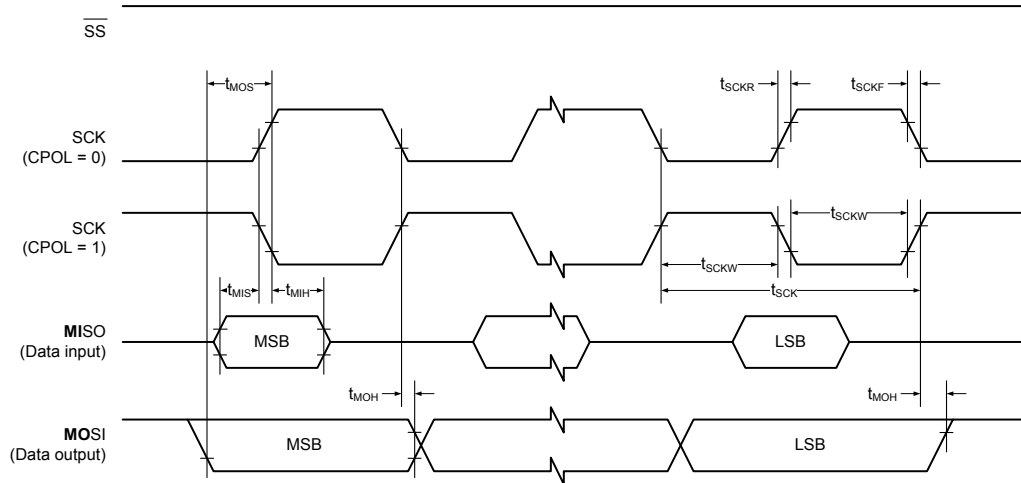 SS
tMOS
tSCKR
tSCKF
SCK
(CPOL = 0)
SCK
(CPOL = 1)
tSCKW
tSCKW
tSCK
tMIS
tMIH
MISO
(Data input)
MSB
LSB
tMOH
tMOH
MOSI
(Data output)
MSB
LSB